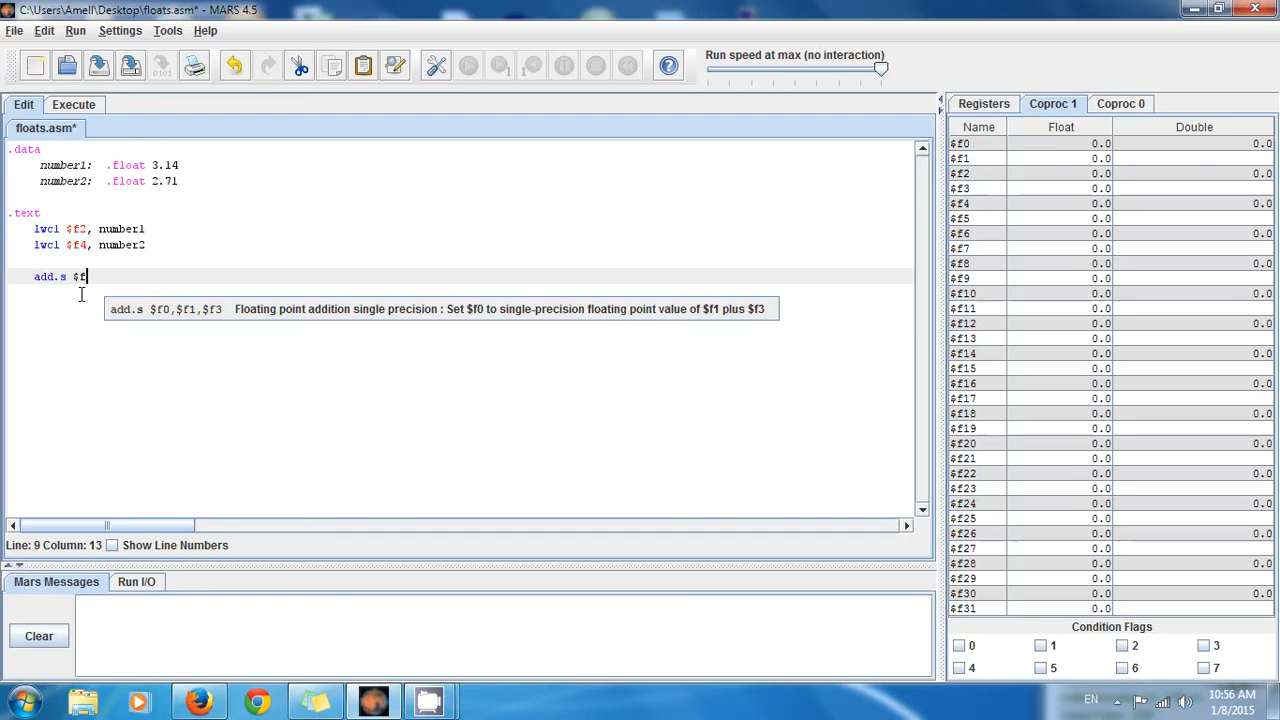 C:\Users\Amell\Desktop\floats.asm* - MARS 4.5
File Edit Run Settings Tools Help
Run speed at max (no interaction)
Edit Execute
floats.asm*
.data
number1: .float 3.14
number2: .float 2.71
.text
lwc1 $f2, number1
lwc1 $f4, number2
add.s $f
add.s $f0,$f1,$f3 Floating point addition single precision : Set $f0 to single-precision floating point value of $f1 plus $f3
Line: 9 Column: 13 Show Line Numbers
Mars Messages Run I/O
Clear
Registers Coproc 1 Coproc 0
Name Float Double
$f0 0.0 0.0
$f1 0.0
$f2 0.0 0.0
$f3 0.0
$f4 0.0 0.0
$f5 0.0
$f6 0.0 0.0
$f7 0.0
$f8 0.0 0.0
$f9 0.0
$f10 0.0 0.0
$f11 0.0
$f12 0.0 0.0
$f13 0.0
$f14 0.0 0.0
$f15 0.0
$f16 0.0 0.0
$f17 0.0
$f18 0.0 0.0
$f19 0.0
$f20 0.0 0.0
$f21 0.0
$f22 0.0 0.0
$f23 0.0
$f24 0.0 0.0
$f25 0.0
$f26 0.0 0.0
$f27 0.0
$f28 0.0 0.0
$f29 0.0
$f30 0.0 0.0
$f31 0.0
Condition Flags
0 1 2 3
4 5 6 7
EN
10:56 AM
1/8/2015